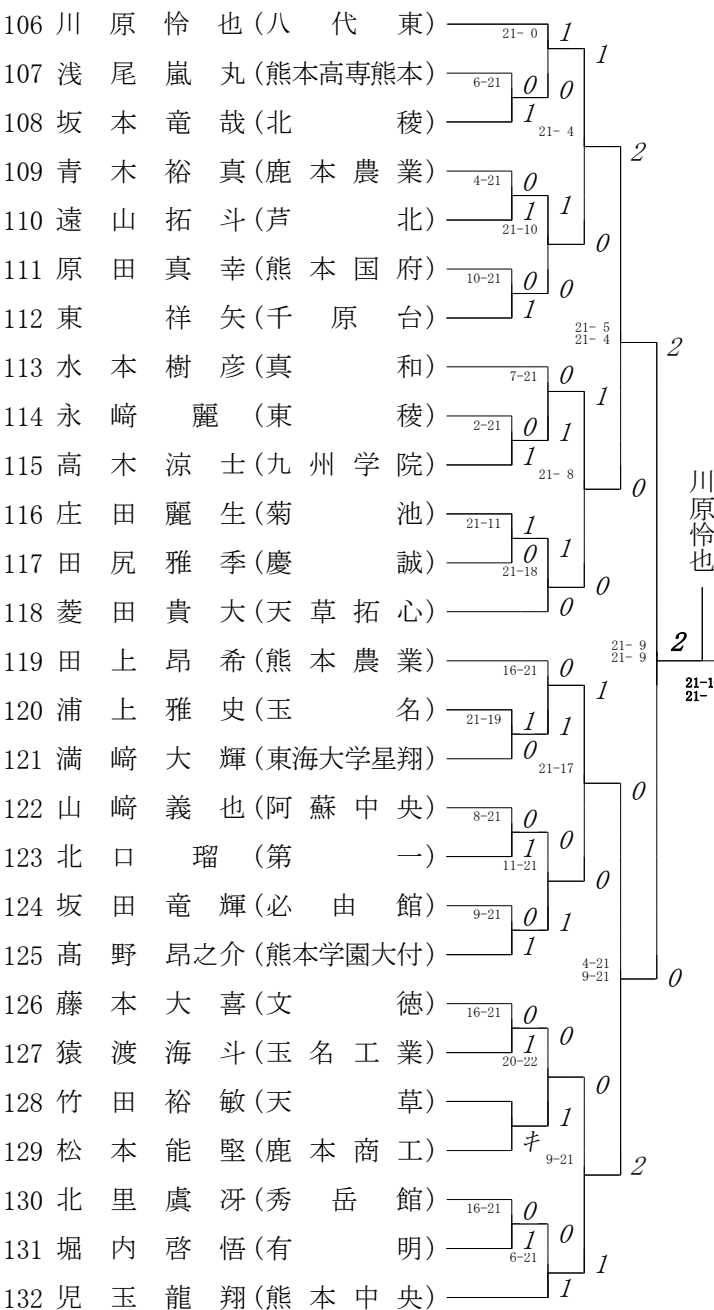 106 川原怜也(八代東)
21- 0 1
1
107 浅尾嵐丸(熊本高専熊本)
6-21 0 0
108 坂本竜哉(北稜)
1
21- 4
2
109 青木裕真(鹿本農業)
4-21 0
110 遠山拓斗(芦北)
1 1
21-10
0
111 原田真幸(熊本国府)
10-21 0 0
112 東祥矢(千原台)
1
21- 5
21- 4
2
113 水本樹彦(真和)
7-21 0
1
114 永﨑麗(東稜)
2-21 0 1
115 高木涼士(九州学院)
1
21- 8
0
川原怜也
116 庄田麗生(菊池)
21-11 1
117 田尻雅季(慶誠)
0 1
21-18
0
118 菱田貴大(天草拓心)
0
21- 9
21- 9
2
119 田上昂希(熊本農業)
16-21 0
1
21-1
21-
120 浦上雅史(玉名)
21-19 1 1
121 満﨑大輝(東海大学星翔)
0
21-17
0
122 山﨑義也(阿蘇中央)
8-21 0
123 北口瑠(第一)
1 0
11-21
0
124 坂田竜輝(必由館)
9-21 0 1
125 髙野昂之介(熊本学園大付)
1
4-21
9-21
0
126 藤本大喜(文徳)
16-21 0
127 猿渡海斗(玉名工業)
1 0
20-22
0
128 竹田裕敏(天草)
1
129 松本能堅(鹿本商工)
キ
9-21
2
130 北里虞冴(秀岳館)
16-21 0
131 堀内啓悟(有明)
1 0
6-21
1
132 児玉龍翔(熊本中央)
1